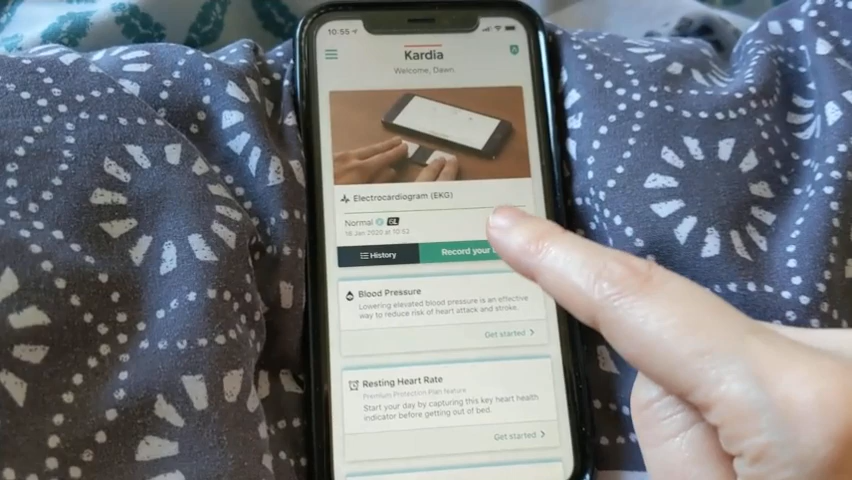 10:55
Kardia
Welcome, Dawn.
Electrocardiogram (EKG)
Normal 6L
16 Jan 2020 at 10:52
History
Record your
Blood Pressure
Lowering elevated blood pressure is an effective
way to reduce risk of heart attack and stroke.
Get started
Resting Heart Rate
Premium Protection Plan Nature
Start your day by capturing this key heart health
indicator before getting out of bed.
Get started